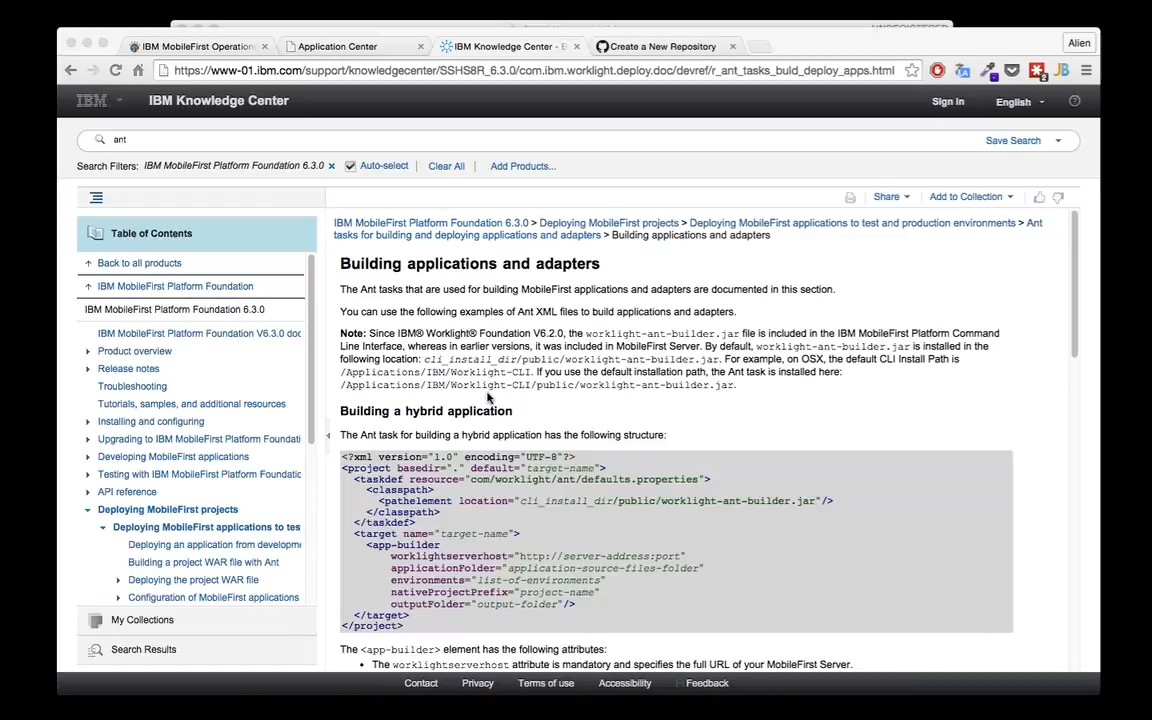 UNREGISTERED
IBM MobileFirst Operation
Application Center
IBM Knowledge Center - B
Create a New Repository
Alien
https://www-01.ibm.com/support/knowledgecenter/SSHS8R_6.3.0/com.ibm.worklight.deploy.doc/devref/r_ant_tasks_buld_deploy_apps.html
2
JB
IBM
IBM Knowledge Center
Sign In
English
?
ant
Save Search
Search Filters: IBM MobileFirst Platform Foundation 6.3.0 × Auto-select Clear All Add Products...
Share
Add to Collection
Table of Contents
Back to all products
IBM MobileFirst Platform Foundation
IBM MobileFirst Platform Foundation 6.3.0
IBM MobileFirst Platform Foundation V6.3.0 doc
Product overview
Release notes
Troubleshooting
Tutorials, samples, and additional resources
Installing and configuring
Upgrading to IBM MobileFirst Platform Foundati
Developing MobileFirst applications
Testing with IBM MobileFirst Platform Foundatic
API reference
Deploying MobileFirst projects
Deploying MobileFirst applications to tes
Deploying an application from developme
Building a project WAR file with Ant
Deploying the project WAR file
Configuration of MobileFirst applications
My Collections
Search Results
IBM MobileFirst Platform Foundation 6.3.0 > Deploying MobileFirst projects > Deploying MobileFirst applications to test and production environments > Ant
tasks for building and deploying applications and adapters > Building applications and adapters
Building applications and adapters
The Ant tasks that are used for building MobileFirst applications and adapters are documented in this section.
You can use the following examples of Ant XML files to build applications and adapters.
Note: Since IBM® Worklight® Foundation V6.2.0, the worklight-ant-builder.jar file is included in the IBM MobileFirst Platform Command
Line Interface, whereas in earlier versions, it was included in MobileFirst Server. By default, worklight-ant-builder.jar is installed in the
following location: cli_install_dir/public/worklight-ant-builder.jar. For example, on OSX, the default CLI Install Path is
/Applications/IBM/Worklight-CLI. If you use the default installation path, the Ant task is installed here:
/Applications/IBM/Worklight-CLI/public/worklight-ant-builder.jar.
Building a hybrid application
The Ant task for building a hybrid application has the following structure:
<?xml version="1.0" encoding="UTF-8"?>
<project basedir="." default="target-name">
<taskdef resource="com/worklight/ant/defaults.properties">
<classpath>
<pathelement location="cli_install_dir/public/worklight-ant-builder.jar"/>
</classpath>
</taskdef>
<target name="target-name">
<app-builder
worklightserverhost="http://server-address:port"
applicationFolder="application-source-files-folder"
environments="list-of-environments"
nativeProjectPrefix="project-name"
outputFolder="output-folder"/>
</target>
</project>
The <app-builder> element has the following attributes:
• The worklightserverhost attribute is mandatory and specifies the full URL of your MobileFirst Server.
Contact Privacy Terms of use Accessibility Feedback